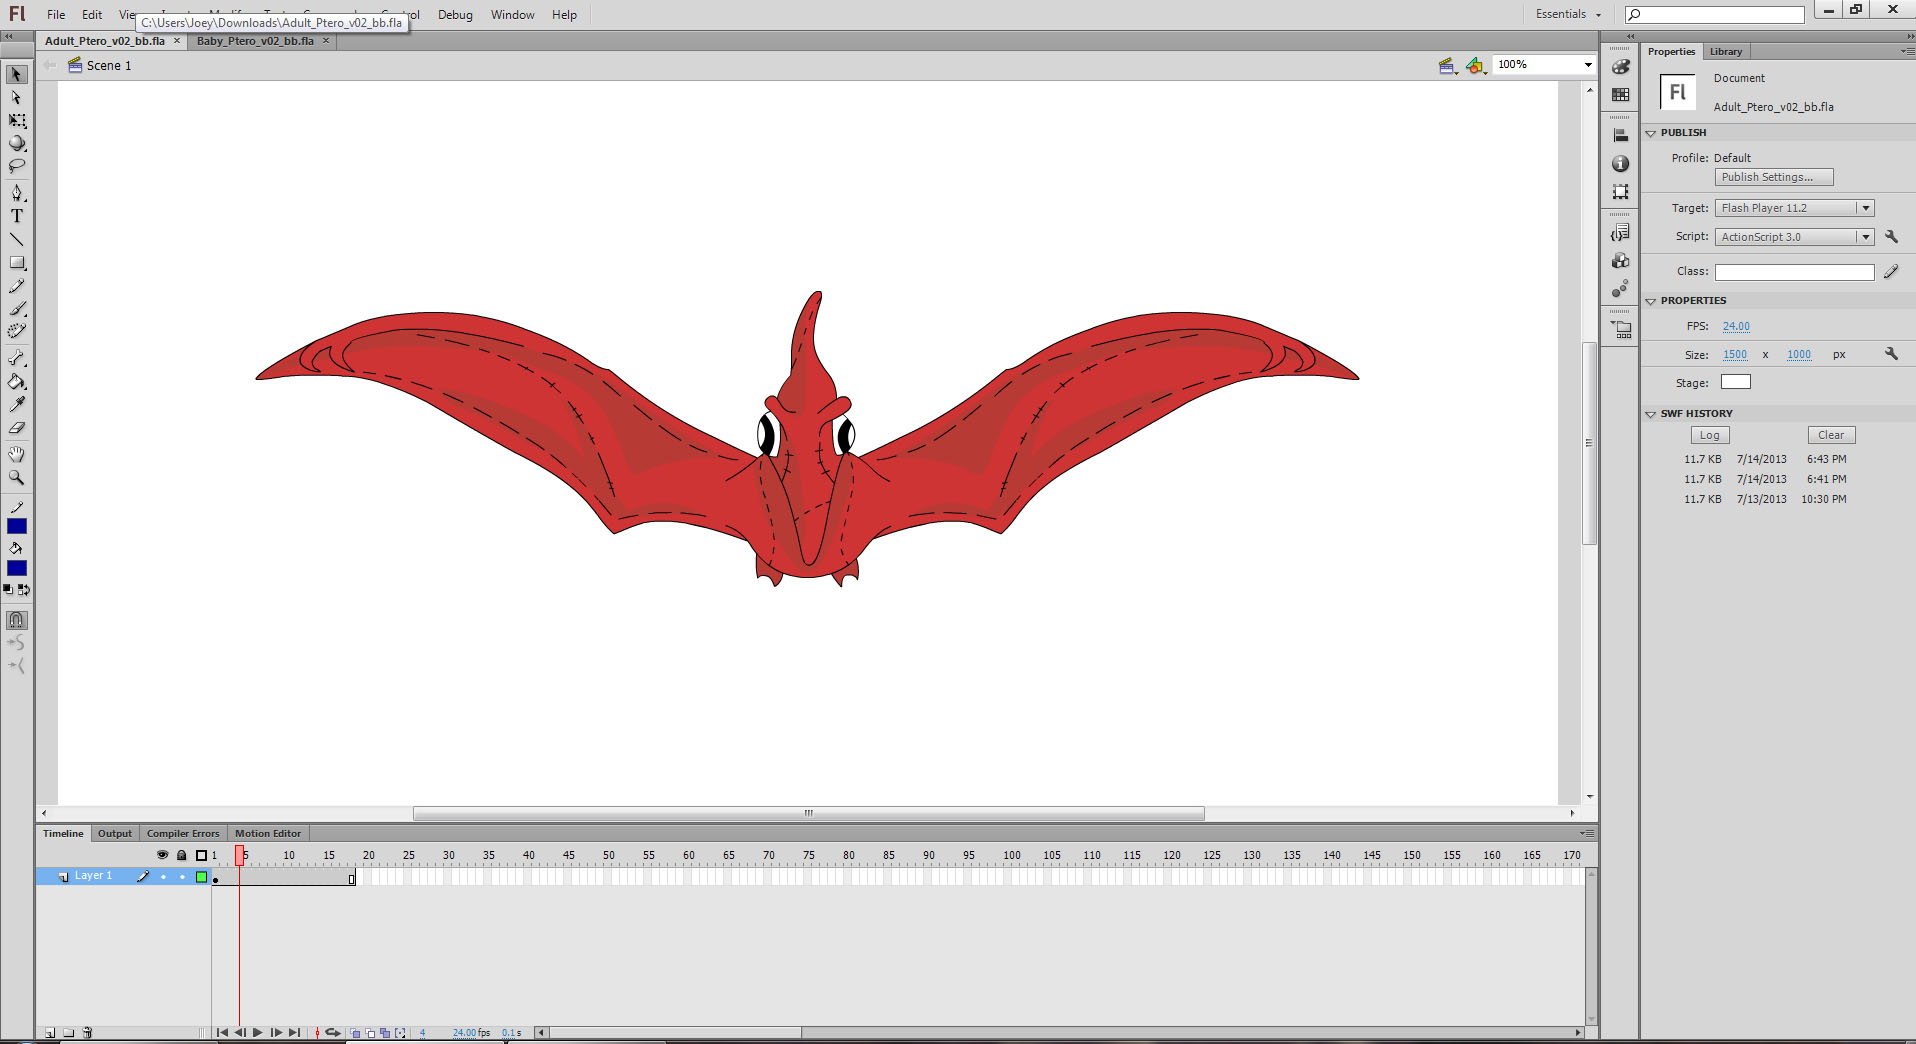 Fl File Edit Debug Window Help Essentials
C:\Users\Joey\Downloads\Adult_Ptero_v02_bb.fla
Adult_Ptero_v02_bb.fla × Baby_Ptero_v02_bb.fla ×
Scene 1
100%
Properties Library
Fl
Document
Adult_Ptero_v02_bb.fla
PUBLISH
Profile: Default
Publish Settings...
Target: Flash Player 11.2
Script: ActionScript 3.0
Class:
PROPERTIES
FPS: 24.00
Size: 1500 x 1000 px
Stage:
SWF HISTORY
Log Clear
11.7 KB 7/14/2013 6:43 PM
11.7 KB 7/14/2013 6:41 PM
11.7 KB 7/13/2013 10:30 PM
Timeline Output Compiler Errors Motion Editor
1 5 10 15 20 25 30 35 40 45 50 55 60 65 70 75 80 85 90 95 100 105 110 115 120 125 130 135 140 145 150 155 160 165 170
Layer 1
4 24.00 fps 0.1 s